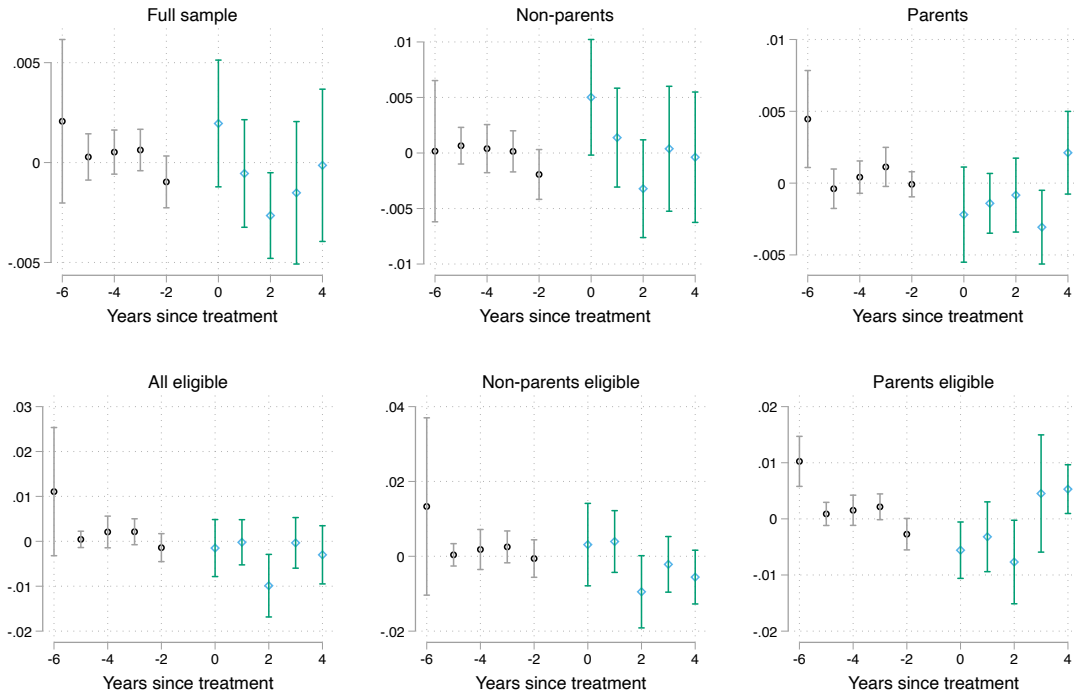 Full sample
.005
0
-.005
-6 -4 -2 0 2 4
Years since treatment
Non-parents
.01
.005
0
-.005
-.01
-6 -4 -2 0 2 4
Years since treatment
Parents
.01
.005
0
-.005
-6 -4 -2 0 2 4
Years since treatment
All eligible
.03
.02
.01
0
-.01
-.02
-6 -4 -2 0 2 4
Years since treatment
Non-parents eligible
.04
.02
0
-.02
-6 -4 -2 0 2 4
Years since treatment
Parents eligible
.02
.01
0
-.01
-.02
-6 -4 -2 0 2 4
Years since treatment